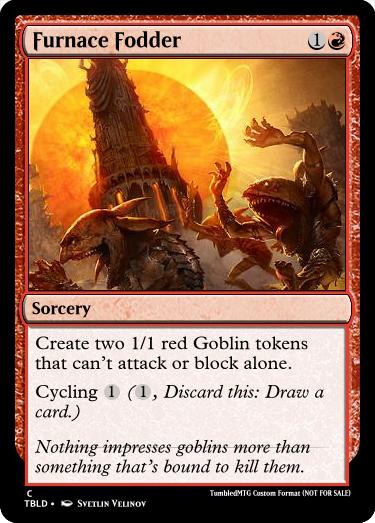 Furnace Fodder 1
Sorcery
Create two 1/1 red Goblin tokens
that can't attack or block alone.
Cycling 1 (1, Discard this: Draw a
card.)
Nothing impresses goblins more than
something that's bound to kill them.
C
TBLD • Svetlin Velinov
TumbledMTG Custom Format (NOT FOR SALE)